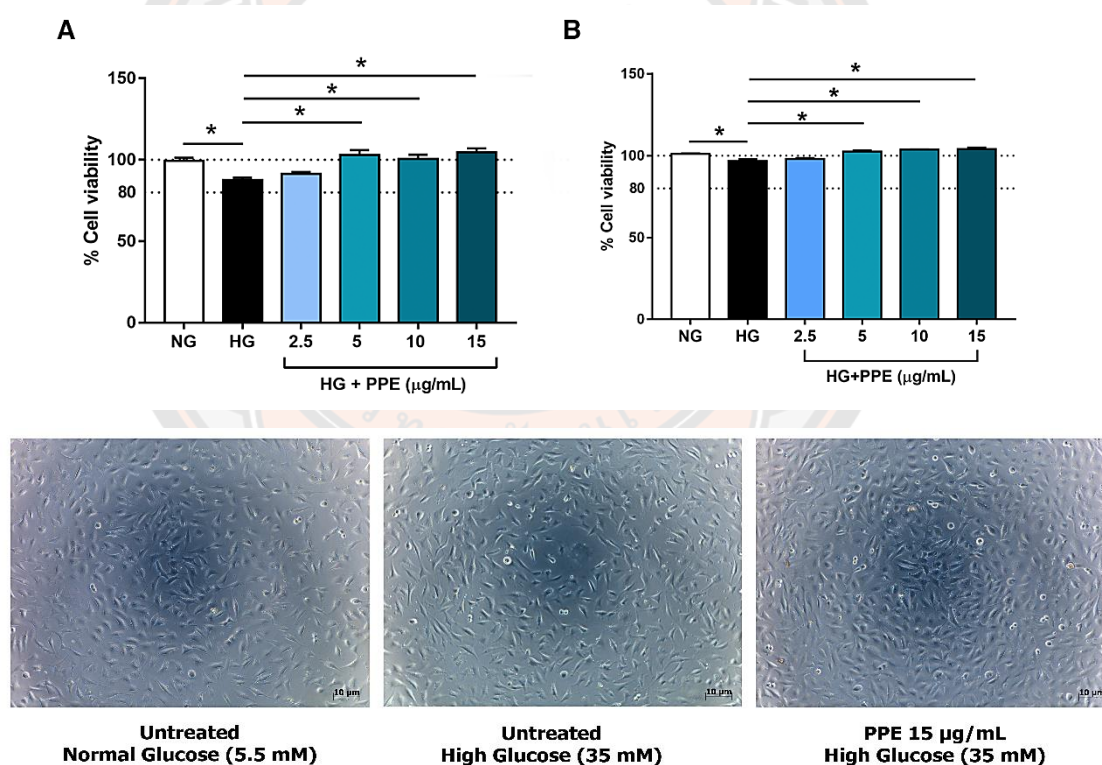 A
B
*
*
*
*
150
100
80
50
0
% Cell viability
NG HG 2.5 5 10 15
HG + PPE (µg/mL)
*
*
*
*
150
100
80
50
0
% Cell viability
NG HG 2.5 5 10 15
HG+PPE (µg/mL)
10 µm
10 µm
10 µm
Untreated
Normal Glucose (5.5 mM)
Untreated
High Glucose (35 mM)
PPE 15 µg/mL
High Glucose (35 mM)